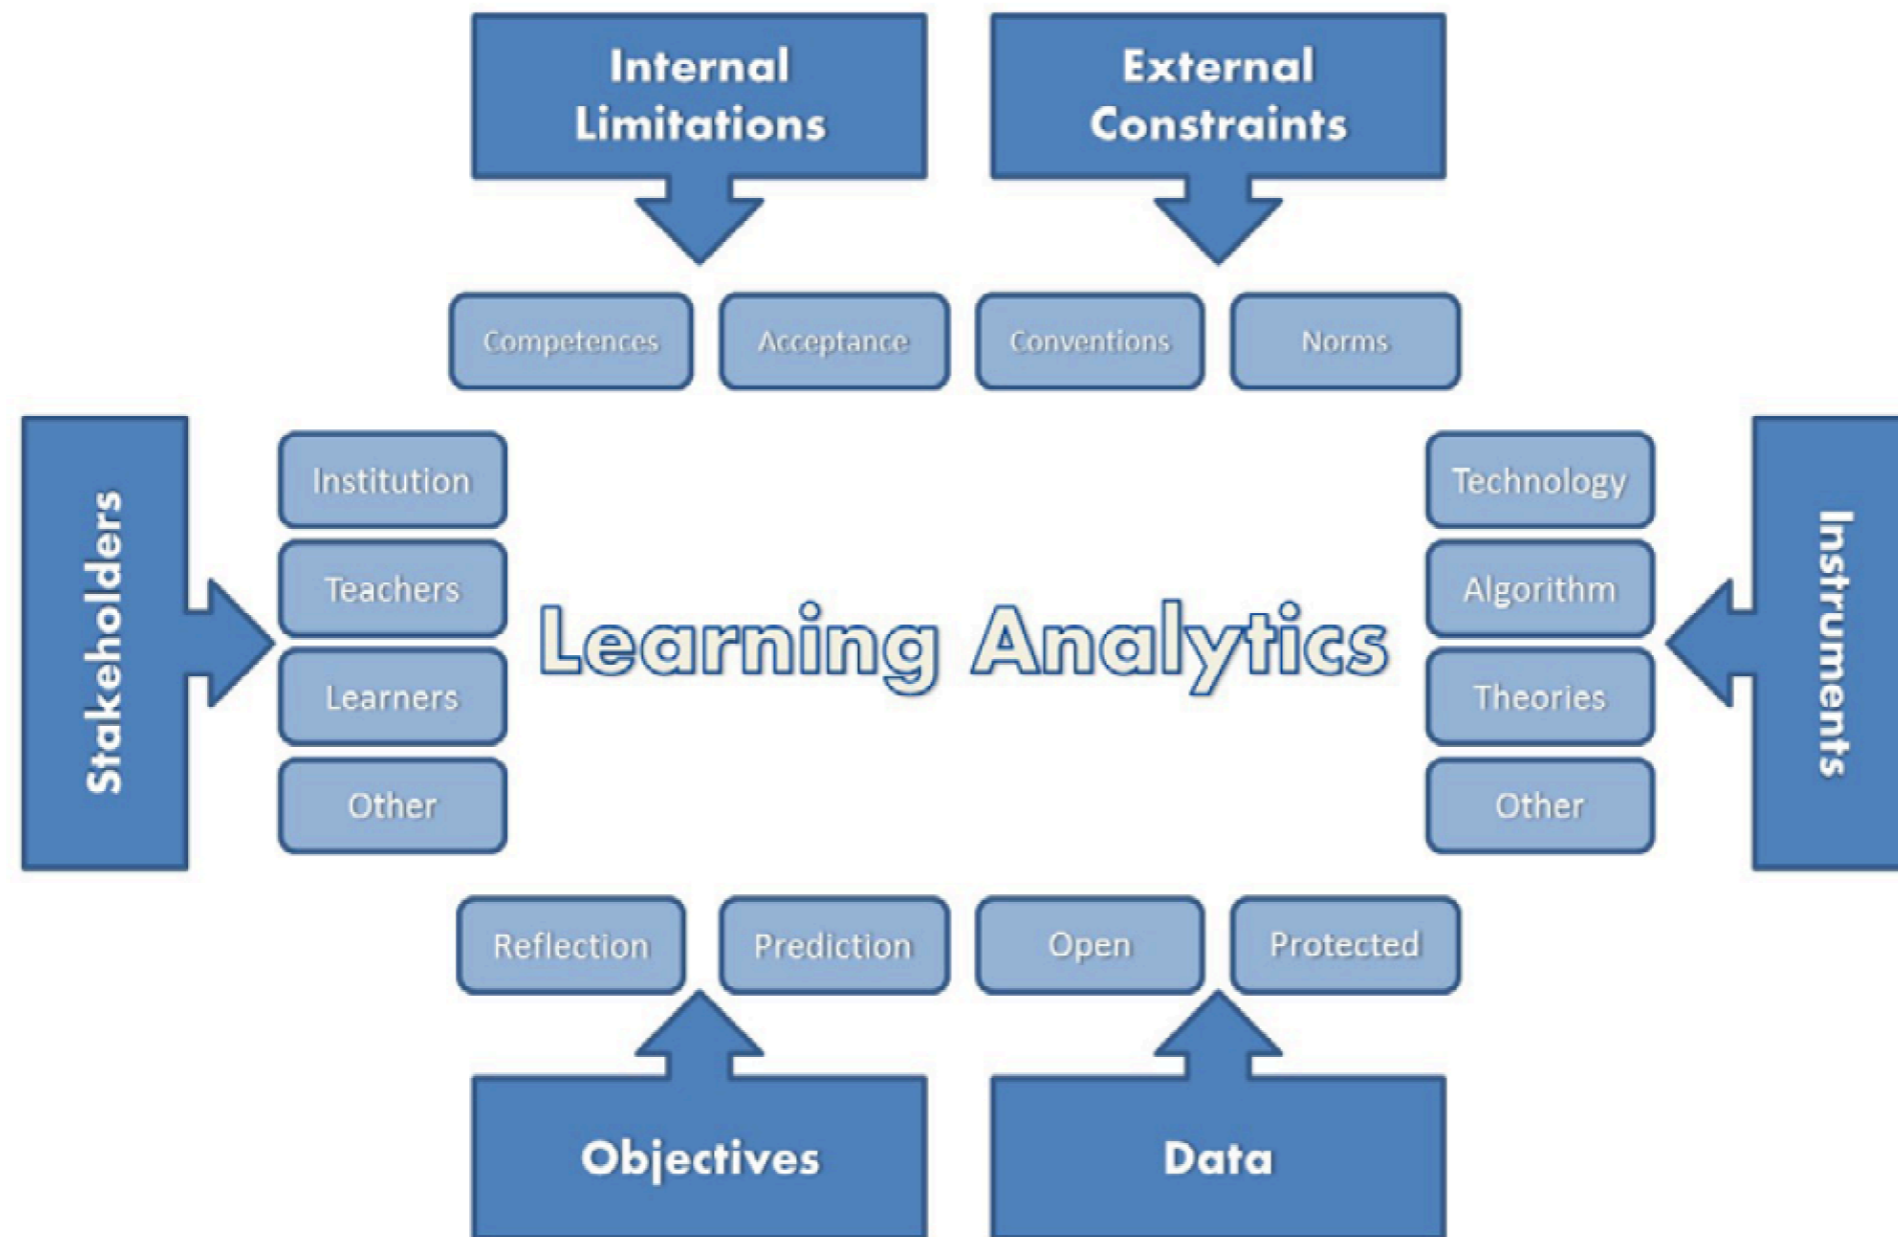 Internal
Limitations
External
Constraints
Competences
Acceptance
Conventions
Norms
Stakeholders
Institution
Teachers
Learners
Other
Learning Analytics
Technology
Algorithm
Theories
Other
Instruments
Reflection
Prediction
Open
Protected
Objectives
Data